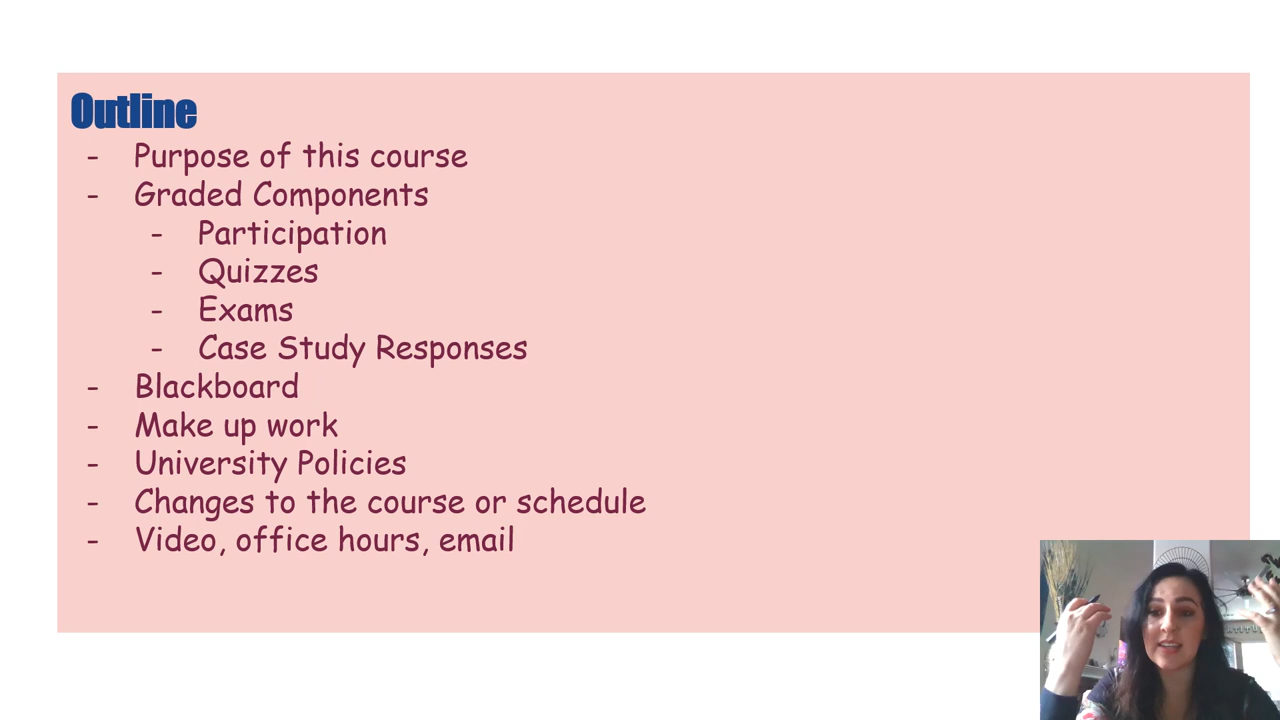 Outline
- Purpose of this course
- Graded Components
- Participation
- Quizzes
- Exams
- Case Study Responses
- Blackboard
- Make up work
- University Policies
- Changes to the course or schedule
- Video, office hours, email